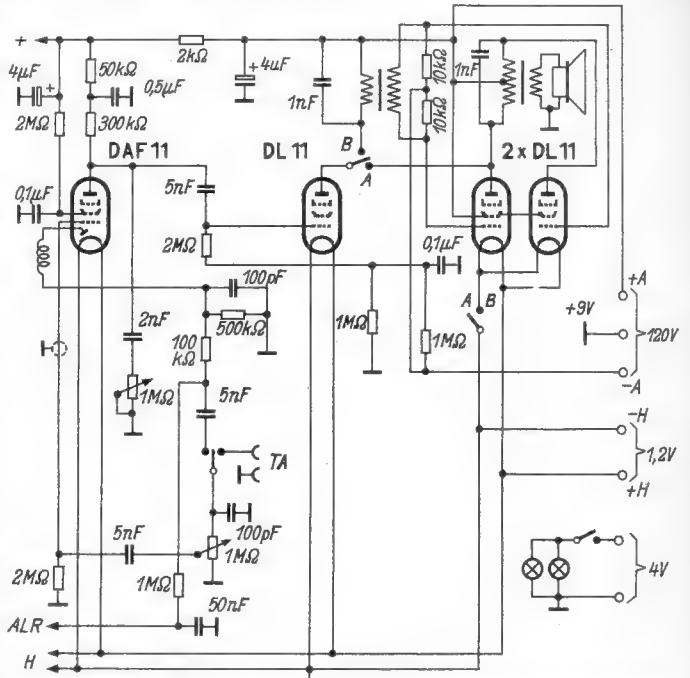 +
2kΩ
4µF
+
50kΩ
0,5µF
+
4µF
1nF
10kΩ
10kΩ
1nF
2MΩ
300kΩ
B
A
DAF 11
DL 11
2 x DL 11
5nF
0,1µF
2MΩ
0,1µF
100pF
500kΩ
100
kΩ
1MΩ
1MΩ
A
B
+A
+9V
120V
-A
2nF
1MΩ
5nF
TA
-H
1,2V
+H
100pF
1MΩ
5nF
2MΩ
1MΩ
50nF
4V
ALR
H